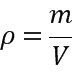 ρ = m/V